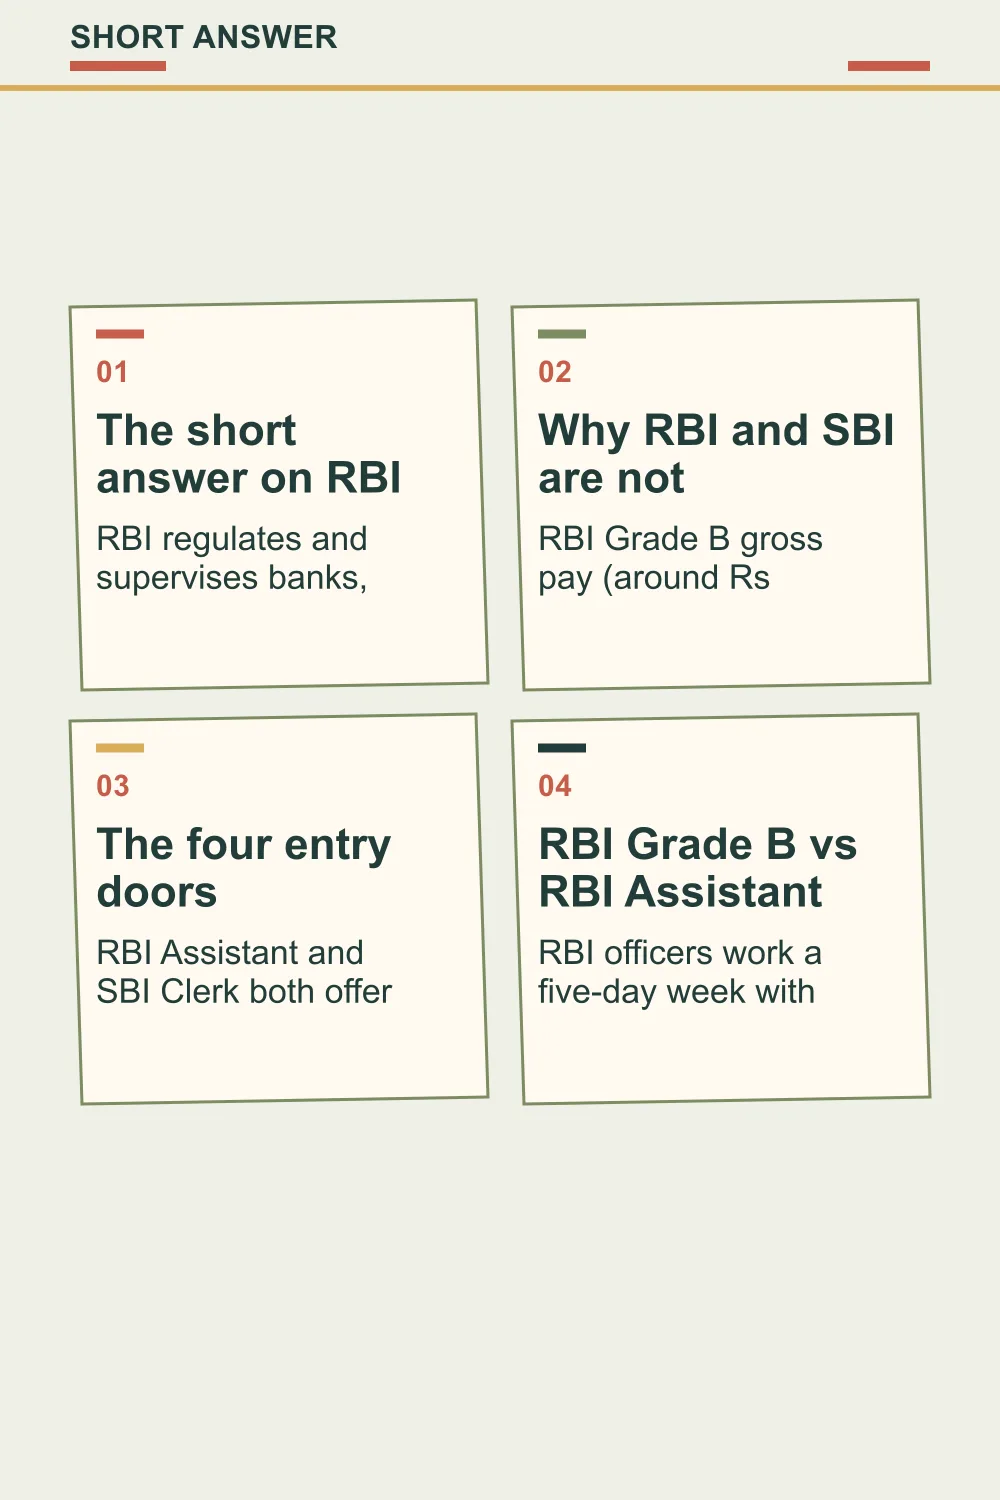 SHORT ANSWER
01
The short
answer on RBI
RBI regulates and
supervises banks,
02
Why RBI and SBI
are not
RBI Grade B gross
pay (around Rs
03
The four entry
doors
RBI Assistant and
SBI Clerk both offer
04
RBI Grade B vs
RBI Assistant
RBI officers work a
five-day week with